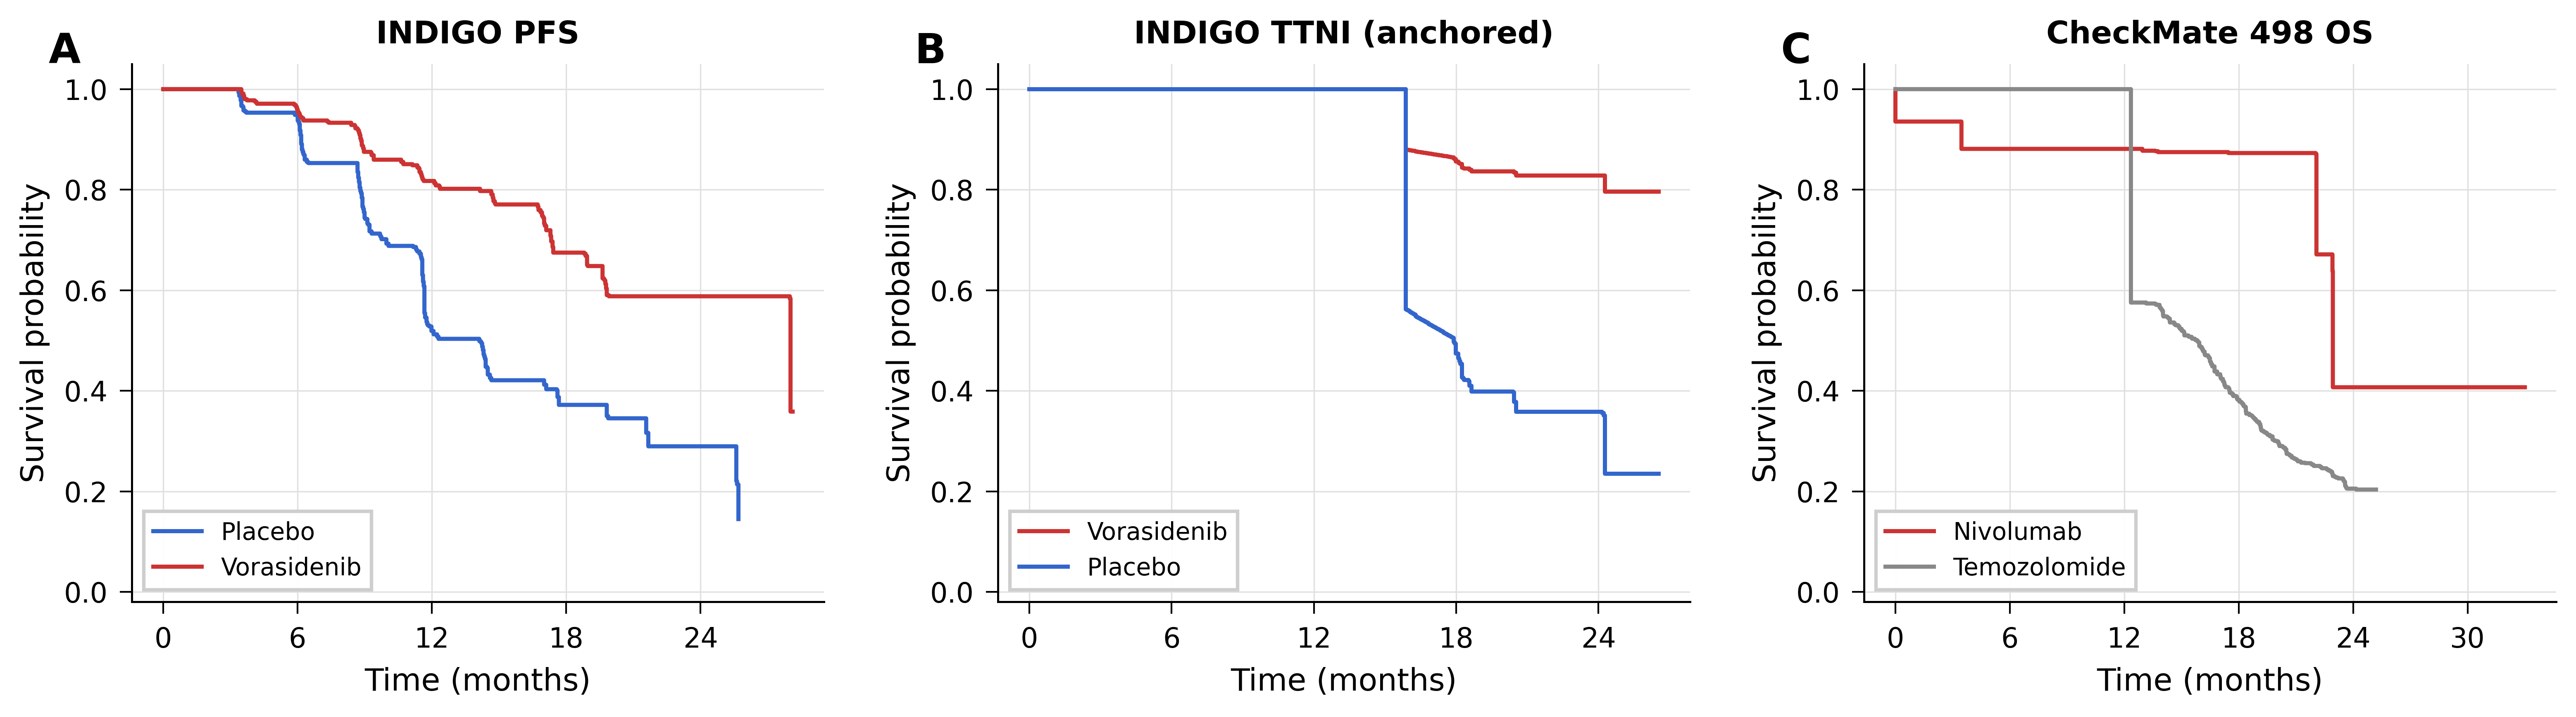 A
INDIGO PFS
Survival probability
1.0
0.8
0.6
0.4
0.2
0.0
Placebo
Vorasidenib
0 6 12 18 24
Time (months)
B
INDIGO TTNI (anchored)
Survival probability
1.0
0.8
0.6
0.4
0.2
0.0
Vorasidenib
Placebo
0 6 12 18 24
Time (months)
C
CheckMate 498 OS
Survival probability
1.0
0.8
0.6
0.4
0.2
0.0
Nivolumab
Temozolomide
0 6 12 18 24 30
Time (months)